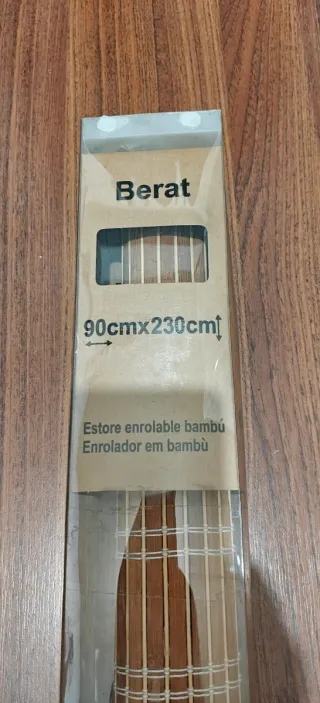 Berat
90cmx230cm
Estore enrolable bambú
Enrolador em bambù